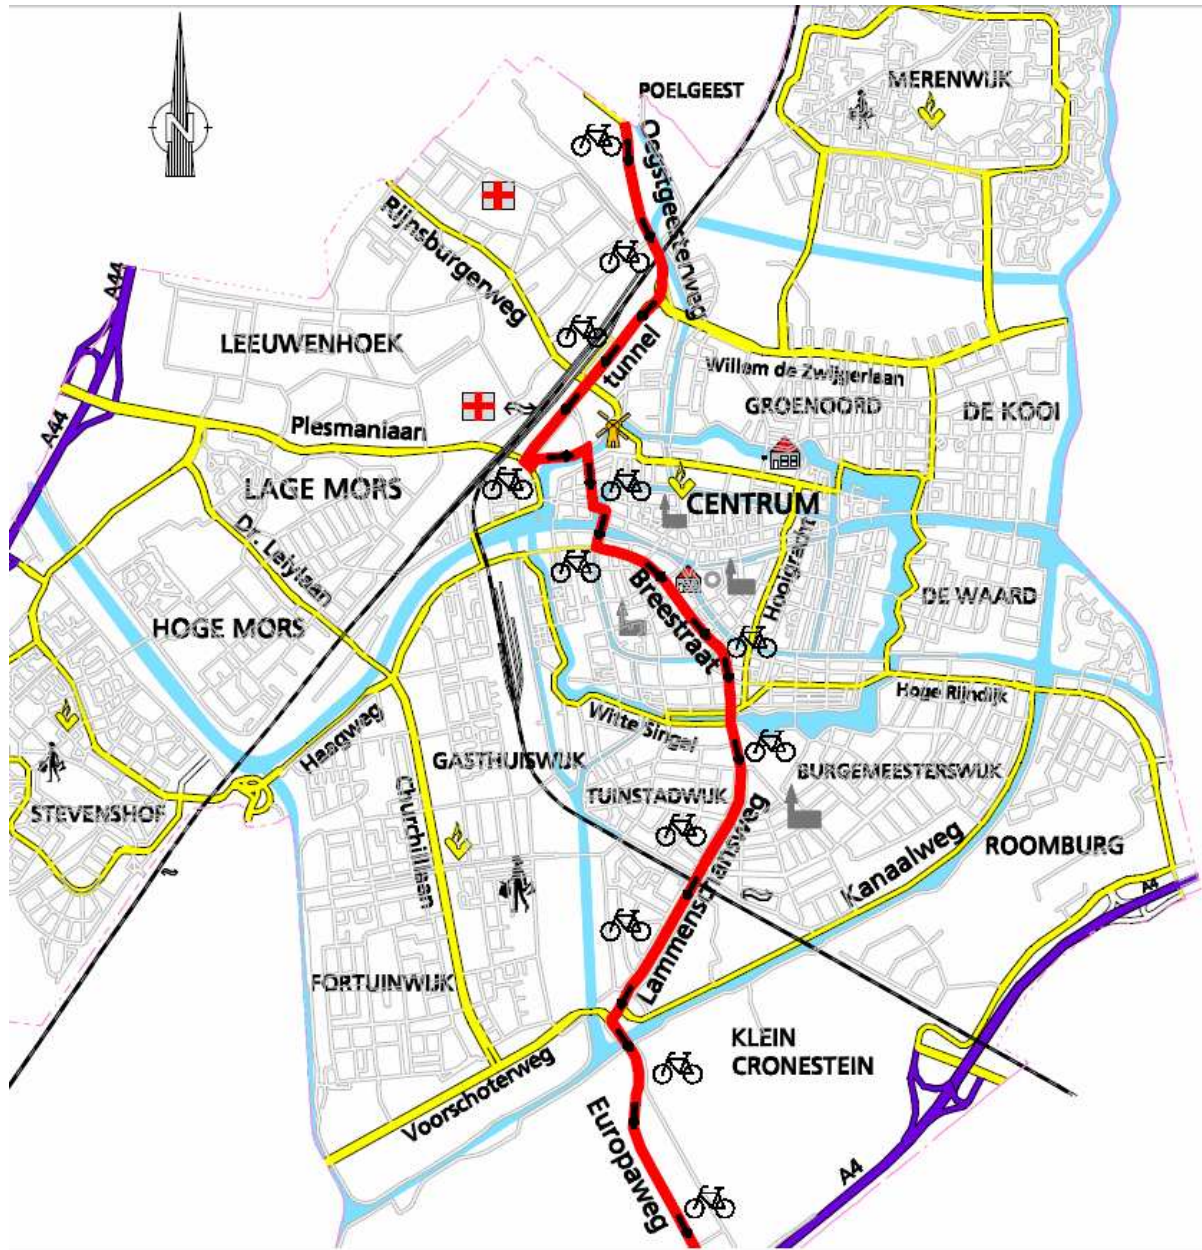 N
POELGEEST
MERENWIJK
Oegstgeesterweg
Rijnsburgerweg
A44
LEEUWENHOEK
tunnel
Willem de Zwijgerlaan
GROENOORD
DE KOOI
A44
Plesmanlaan
LAGE MORS
CENTRUM
Dr. Lelylaan
Hooigracht
Breestraat
DE WAARD
HOGE MORS
Hoge Rijndijk
Witte Singel
Haagweg
GASTHUISWIJK
BURGEMEESTERSWIJK
TUINSTADWIJK
STEVENSHOF
Churchilllaan
Lammenschansweg
Kanaalweg
ROOMBURG
A4
FORTUINWIJK
KLEIN
CRONESTEIN
Voorschoterweg
Europaweg
A4